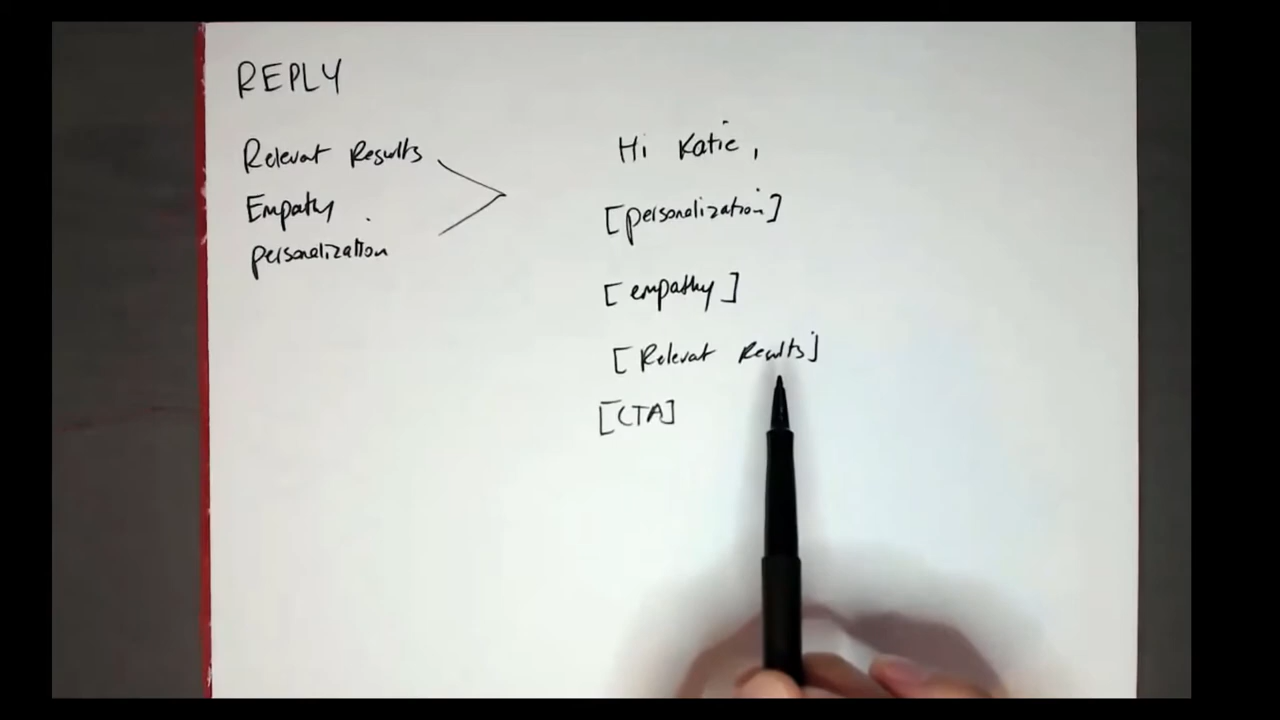 REPLY
Relevat Results
Empathy
personalization
Hi Katie,
[personalization]
[empathy]
[Relevat Results]
[CTA]